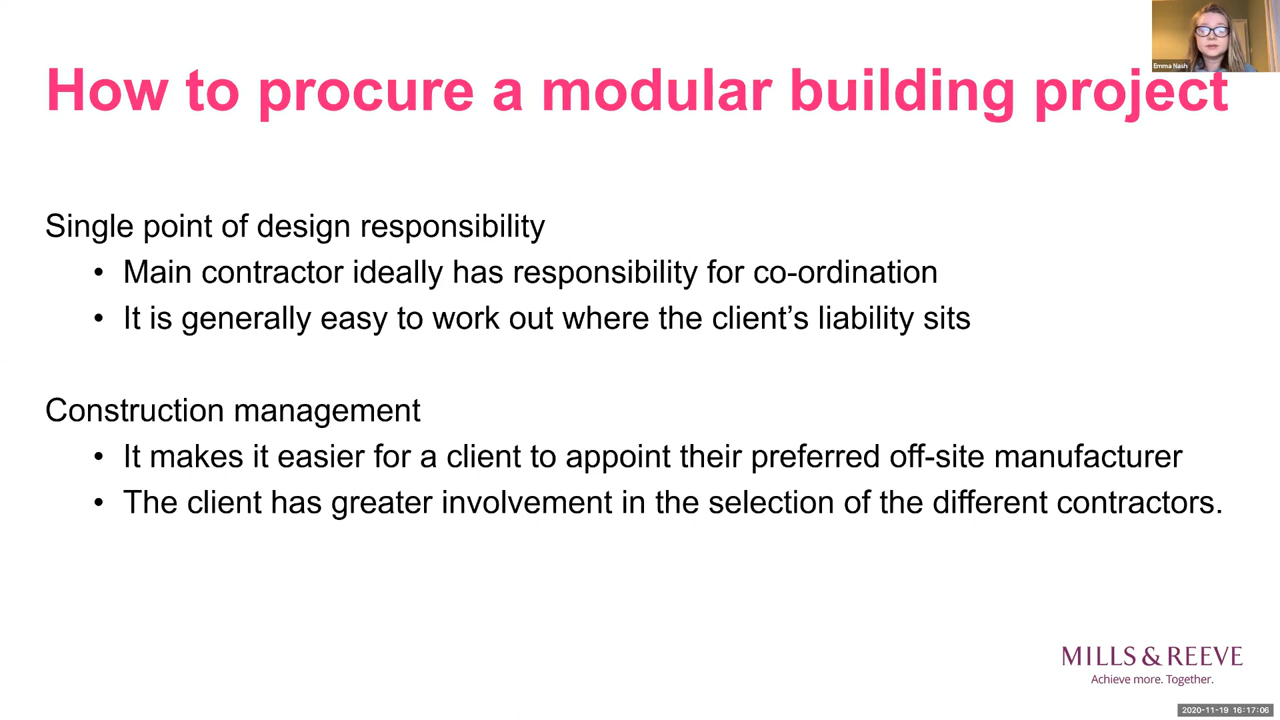 Emma Nash
How to procure a modular building project
Single point of design responsibility
• Main contractor ideally has responsibility for co-ordination
• It is generally easy to work out where the client’s liability sits
Construction management
• It makes it easier for a client to appoint their preferred off-site manufacturer
• The client has greater involvement in the selection of the different contractors.
MILLS & REEVE
Achieve more. Together.
2020-11-19 16:17:06